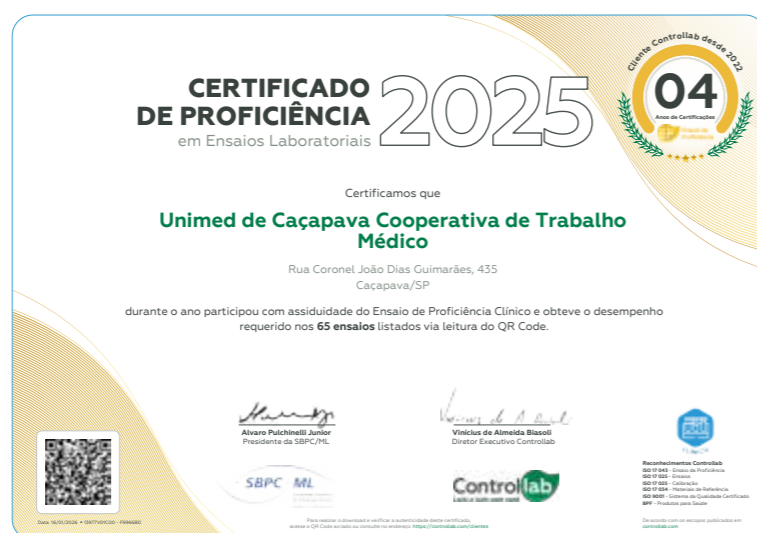 Cliente Controllab desde 2022
04
Anos de Certificações
CERTIFICADO
DE PROFICIÊNCIA
em Ensaios Laboratoriais
2025
Certificamos que
Unimed de Caçapava Cooperativa de Trabalho
Médico
Rua Coronel João Dias Guimarães, 435
Caçapava/SP
durante o ano participou com assiduidade do Ensaio de Proficiência Clínico e obteve o desempenho
requerido nos 65 ensaios listados via leitura do QR Code.
Alvaro Pulchinelli Junior
Presidente da SBPC/ML
Vinícius de Almeida Biasoli
Diretor Executivo Controllab
SBPC ML
Controllab
Reconhecimentos Controllab
ISO 17 043 - Ensaio de Proficiência
ISO 17 025 - Ensaios
ISO 17 025 - Calibração
ISO 17 034 - Materiais de Referência
ISO 9001 - Sistema da Qualidade Certificado
BPF - Produtos para Saúde
Data: 16/01/2026
Para realizar o download e verificar a autenticidade deste certificado,
acesse o QR Code ao lado ou consulte no endereço: https://controllab.com/clientes
De acordo com os escopos publicados em
controllab.com